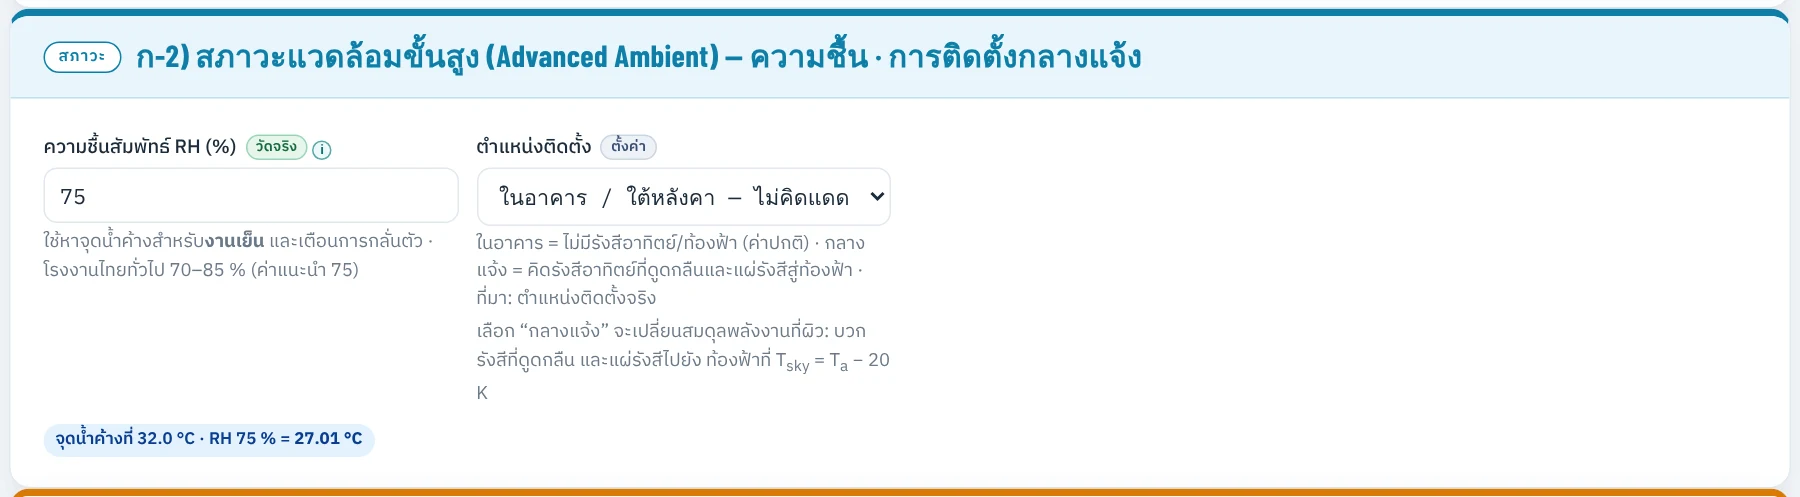 สภาวะ ก-2) สภาวะแวดล้อมขั้นสูง (Advanced Ambient) — ความชื้น · การติดตั้งกลางแจ้ง
ความชื้นสัมพัทธ์ RH (%) วัดจริง i
75
ใช้หาจุดน้ำค้างสำหรับงานเย็น และเตือนการกลั่นตัว ·
โรงงานไทยทั่วไป 70–85 % (ค่าแนะนำ 75)
ตำแหน่งติดตั้ง ตั้งค่า
ในอาคาร / ใต้หลังคา — ไม่คิดแดด
ในอาคาร = ไม่มีรังสีอาทิตย์/ท้องฟ้า (ค่าปกติ) · กลาง
แจ้ง = คิดรังสีอาทิตย์ที่ดูดกลืนและแผ่รังสีสู่ท้องฟ้า ·
ที่มา: ตำแหน่งติดตั้งจริง
เลือก “กลางแจ้ง” จะเปลี่ยนสมดุลพลังงานที่ผิว: บวก
รังสีที่ดูดกลืน และแผ่รังสีไปยัง ท้องฟ้าที่ Tsky = Ta − 20
K
จุดน้ำค้างที่ 32.0 °C · RH 75 % = 27.01 °C